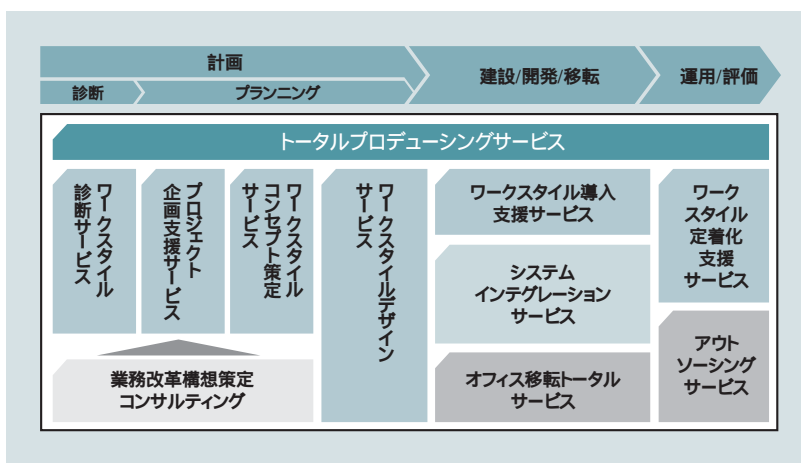 計画
建設/開発/移転
運用/評価
診断
プランニング
トータルプロデューシングサービス
ワークスタイル
診断サービス
プロジェクト
企画支援サービス
ワークスタイル
コンセプト策定
サービス
ワークスタイルデザイン
サービス
ワークスタイル導入
支援サービス
システム
インテグレーション
サービス
オフィス移転トータル
サービス
ワーク
スタイル
定着化
支援
サービス
アウト
ソーシング
サービス
業務改革構想策定
コンサルティング